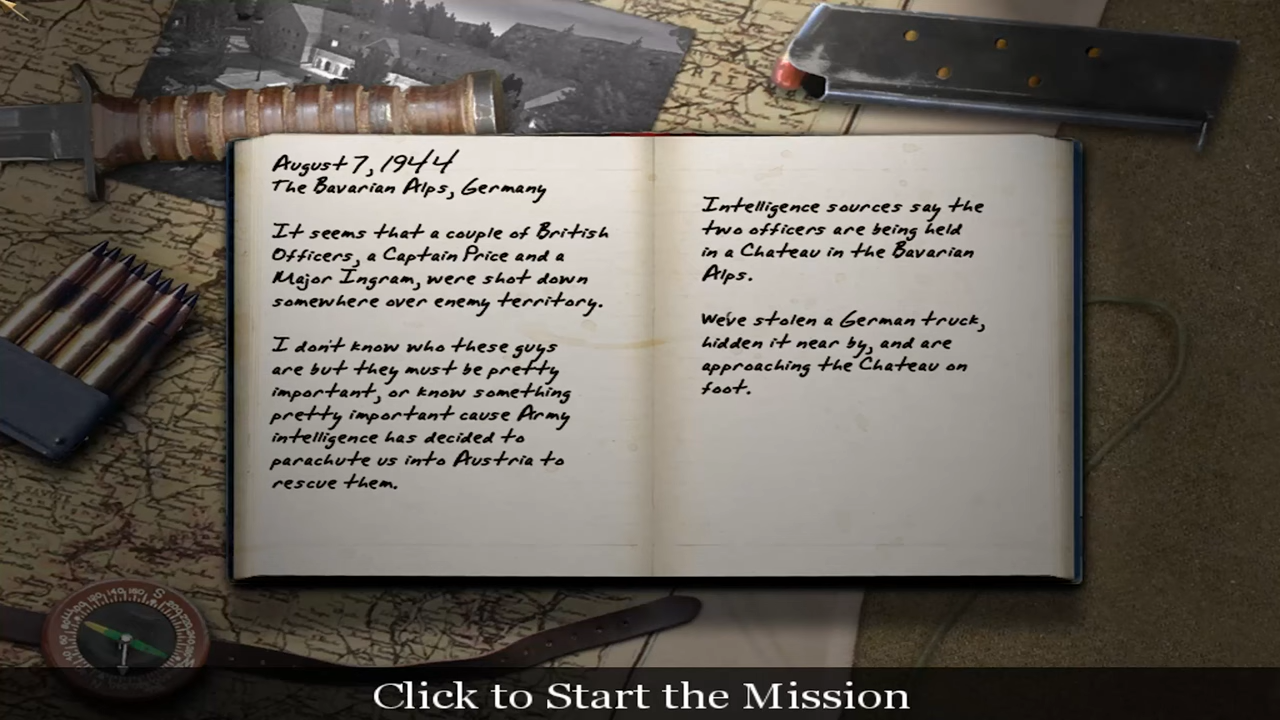 August 7, 1944
The Bavarian Alps, Germany
It seems that a couple of British
Officers, a Captain Price and a
Major Ingram, were shot down
somewhere over enemy territory.
I don't know who these guys
are but they must be pretty
important, or know something
pretty important cause Army
intelligence has decided to
parachute us into Austria to
rescue them.
Intelligence sources say the
two officers are being held
in a Chateau in the Bavarian
Alps.
We've stolen a German truck,
hidden it near by, and are
approaching the Chateau on
foot.
Click to Start the Mission